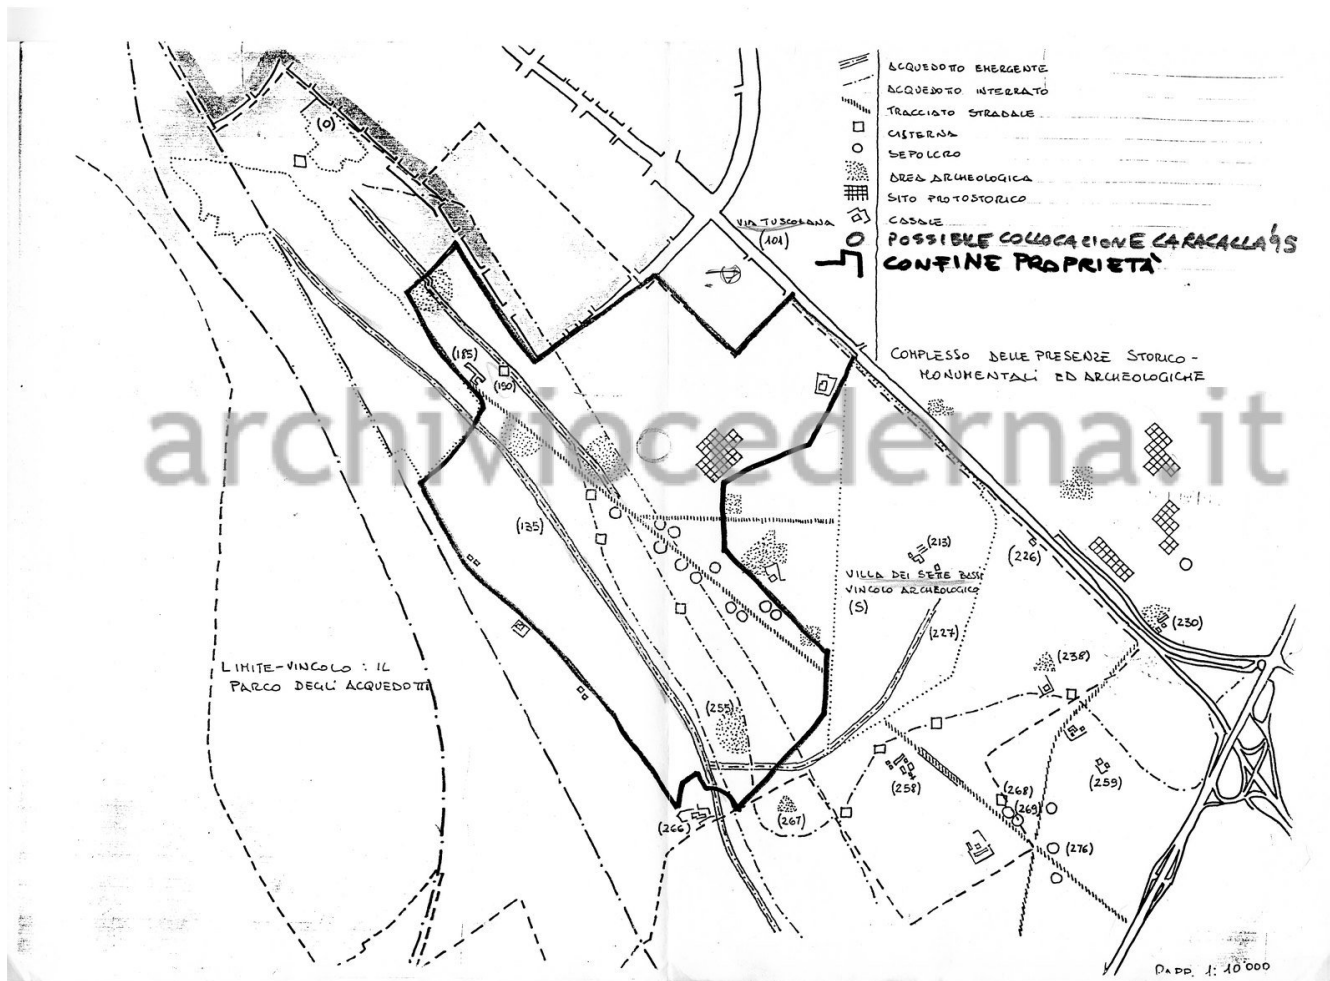 ACQUEDOTTO EMERGENTE
ACQUEDOTTO INTERRATO
TRACCIATO STRADALE
CISTERNA
SEPOLCRO
AREA ARCHEOLOGICA
SITO PROTOSTORICO
CASALE
POSSIBILE COLLOCAZIONE CARACALLA '95
CONFINE PROPRIETÀ
(0)
VIA TUSCOLANA
(101)
COMPLESSO DELLE PRESENZE STORICO-
MONUMENTALI ED ARCHEOLOGICHE
(185)
(190)
archiviocederna.it
(135)
(213)
(226)
VILLA DEI SETTE BASSI
VINCOLO ARCHEOLOGICO
(S)
(227)
(230)
(238)
LIMITE-VINCOLO: IL
PARCO DEGLI ACQUEDOTTI
(255)
(259)
(258)
(268)
(269)
(267)
(266)
(276)
RAPP. 1:10000